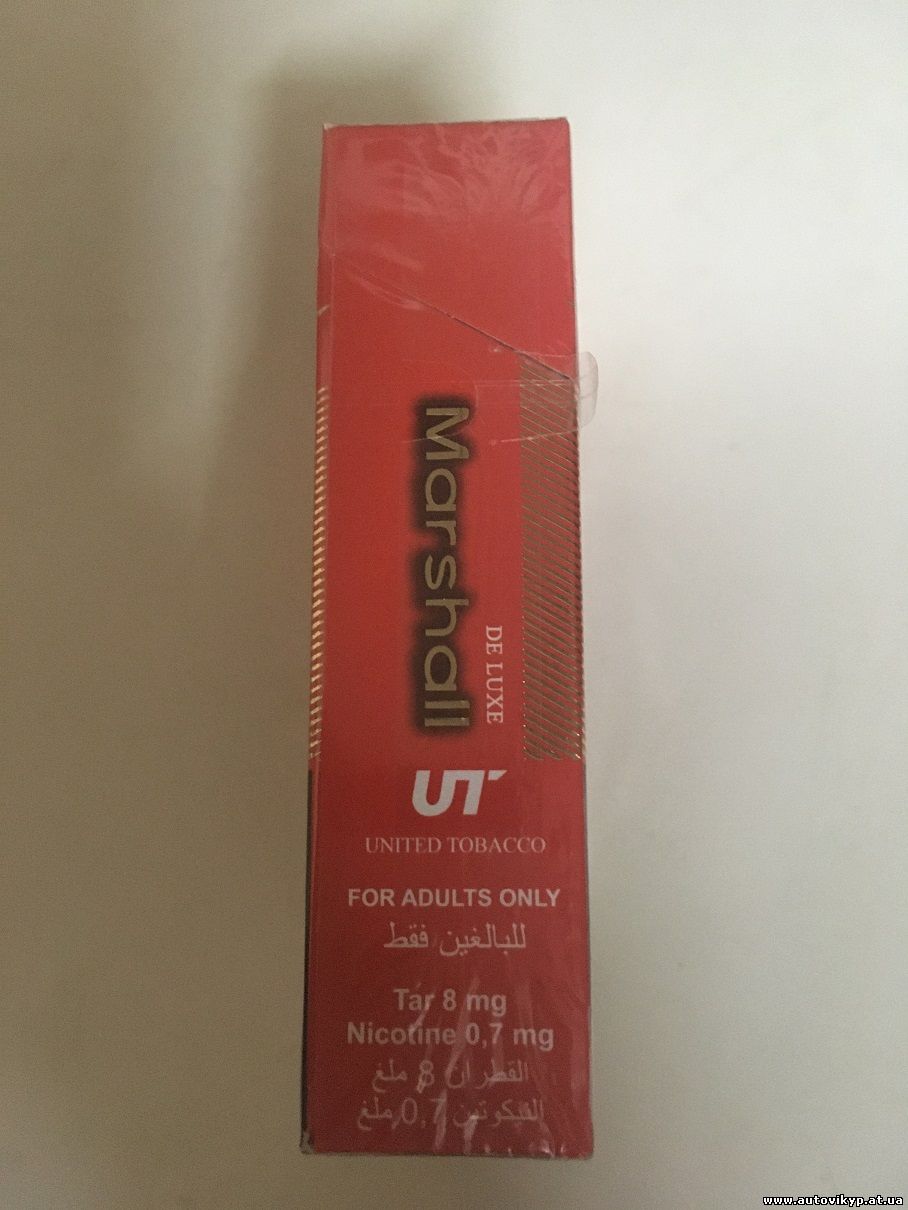 Marshall
DE LUXE
UT
UNITED TOBACCO
FOR ADULTS ONLY
للبالغين فقط
Tar 8 mg
Nicotine 0,7 mg
القطران 8 ملغ
النيكوتين 0,7 ملغ
www.autovikyp.at.ua